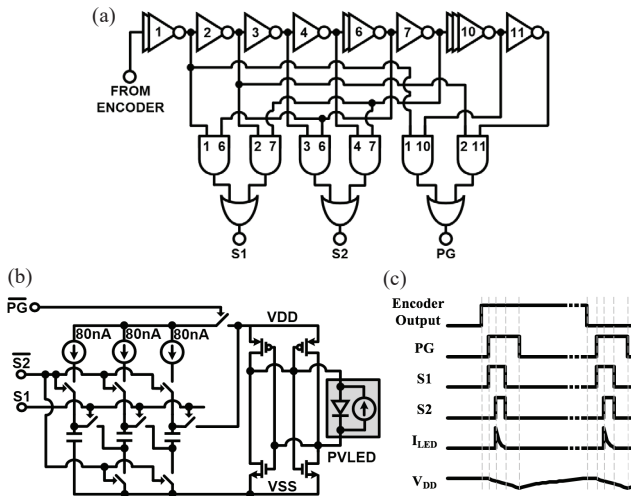 (a)
1 2 3 4 6 7 10 11
FROM
ENCODER
1 6 2 7 3 6 4 7 1 10 2 11
S1 S2 PG
(b)
PG
80nA 80nA 80nA
VDD
S2
S1
PVLED
VSS
(c)
Encoder
Output
PG
S1
S2
ILED
VDD